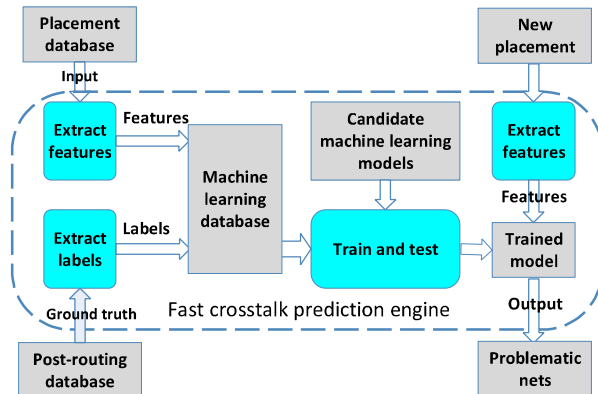 Placement
database
New
placement
Input
Extract
features
Features
Machine
learning
database
Candidate
machine learning
models
Extract
features
Features
Extract
labels
Labels
Train and test
Trained
model
Ground truth
Fast crosstalk prediction engine
Output
Post-routing
database
Problematic
nets